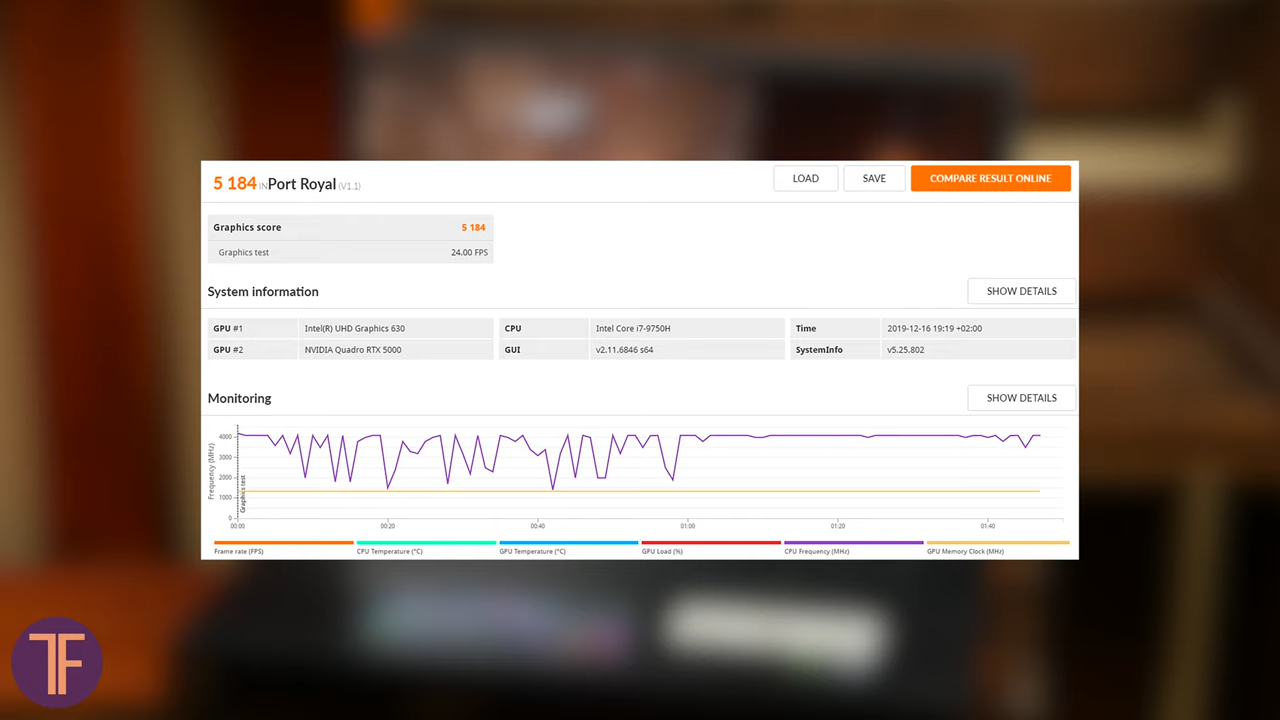 5 184 IN Port Royal (V1.1)
LOAD
SAVE
COMPARE RESULT ONLINE
Graphics score 5 184
Graphics test 24.00 FPS
System information
SHOW DETAILS
GPU #1 Intel(R) UHD Graphics 630 CPU Intel Core i7-9750H Time 2019-12-16 19:19 +02:00
GPU #2 NVIDIA Quadro RTX 5000 GUI v2.11.6846 s64 SystemInfo v5.25.802
Monitoring
SHOW DETAILS
Frequency (MHz)
4000
3000
2000
1000
0
Graphics test
00:00 00:20 00:40 01:00 01:20 01:40
Frame rate (FPS) CPU Temperature (°C) GPU Temperature (°C) GPU Load (%) CPU Frequency (MHz) GPU Memory Clock (MHz)
TF